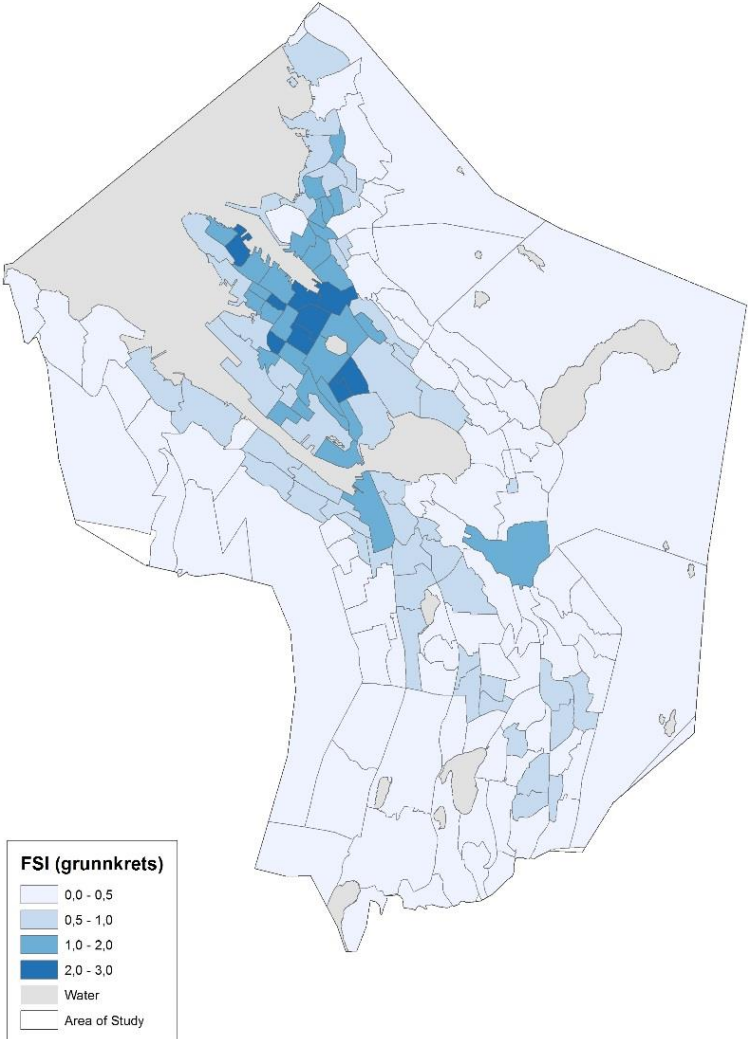 FSI (grunnkrets)
0,0 - 0,5
0,5 - 1,0
1,0 - 2,0
2,0 - 3,0
Water
Area of Study